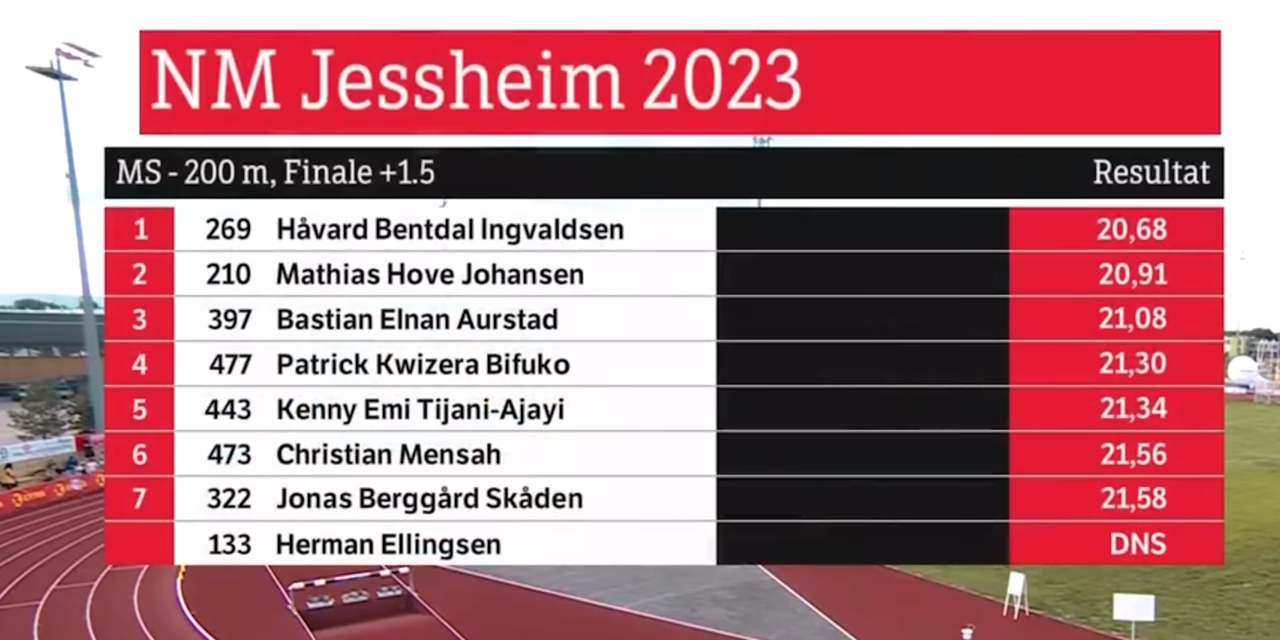 NM Jessheim 2023
MS - 200 m, Finale +1.5 Resultat
1 269 Håvard Bentdal Ingvaldsen 20,68
2 210 Mathias Hove Johansen 20,91
3 397 Bastian Elnan Aurstad 21,08
4 477 Patrick Kwizera Bifuko 21,30
5 443 Kenny Emi Tijani-Ajayi 21,34
6 473 Christian Mensah 21,56
7 322 Jonas Berggård Skåden 21,58
133 Herman Ellingsen DNS